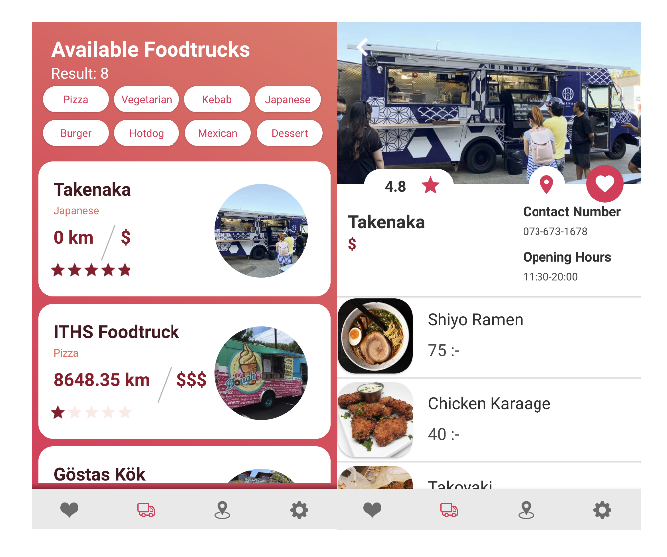 Available Foodtrucks
Result: 8
Pizza
Vegetarian
Kebab
Japanese
Burger
Hotdog
Mexican
Dessert
Takenaka
Japanese
0 km
$
ITHS Foodtruck
Pizza
8648.35 km
$$$
Göstas Kök
4.8
Takenaka
$
Contact Number
073-673-1678
Opening Hours
11:30-20:00
Shiyo Ramen
75 :-
Chicken Karaage
40 :-
Takoyaki